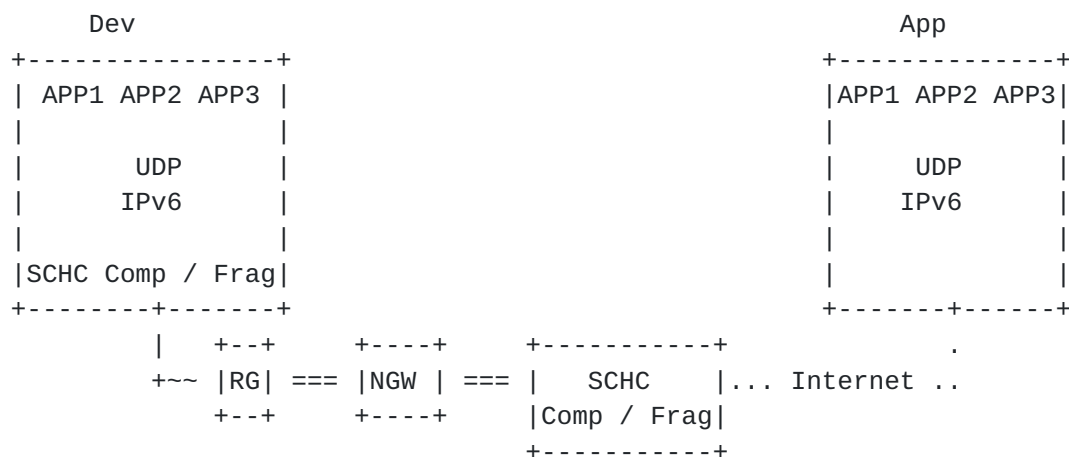 Dev App
+----------------+ +--------------+
| APP1 APP2 APP3 | |APP1 APP2 APP3|
| | | |
| UDP | | UDP |
| IPv6 | | IPv6 |
| | | |
|SCHC Comp / Frag| | |
+--------+-------+ +-------+------+
| +--+ +----+ +-----------+ .
+~~ |RG| === |NGW | === | SCHC |... Internet ..
+--+ +----+ |Comp / Frag|
+-----------+